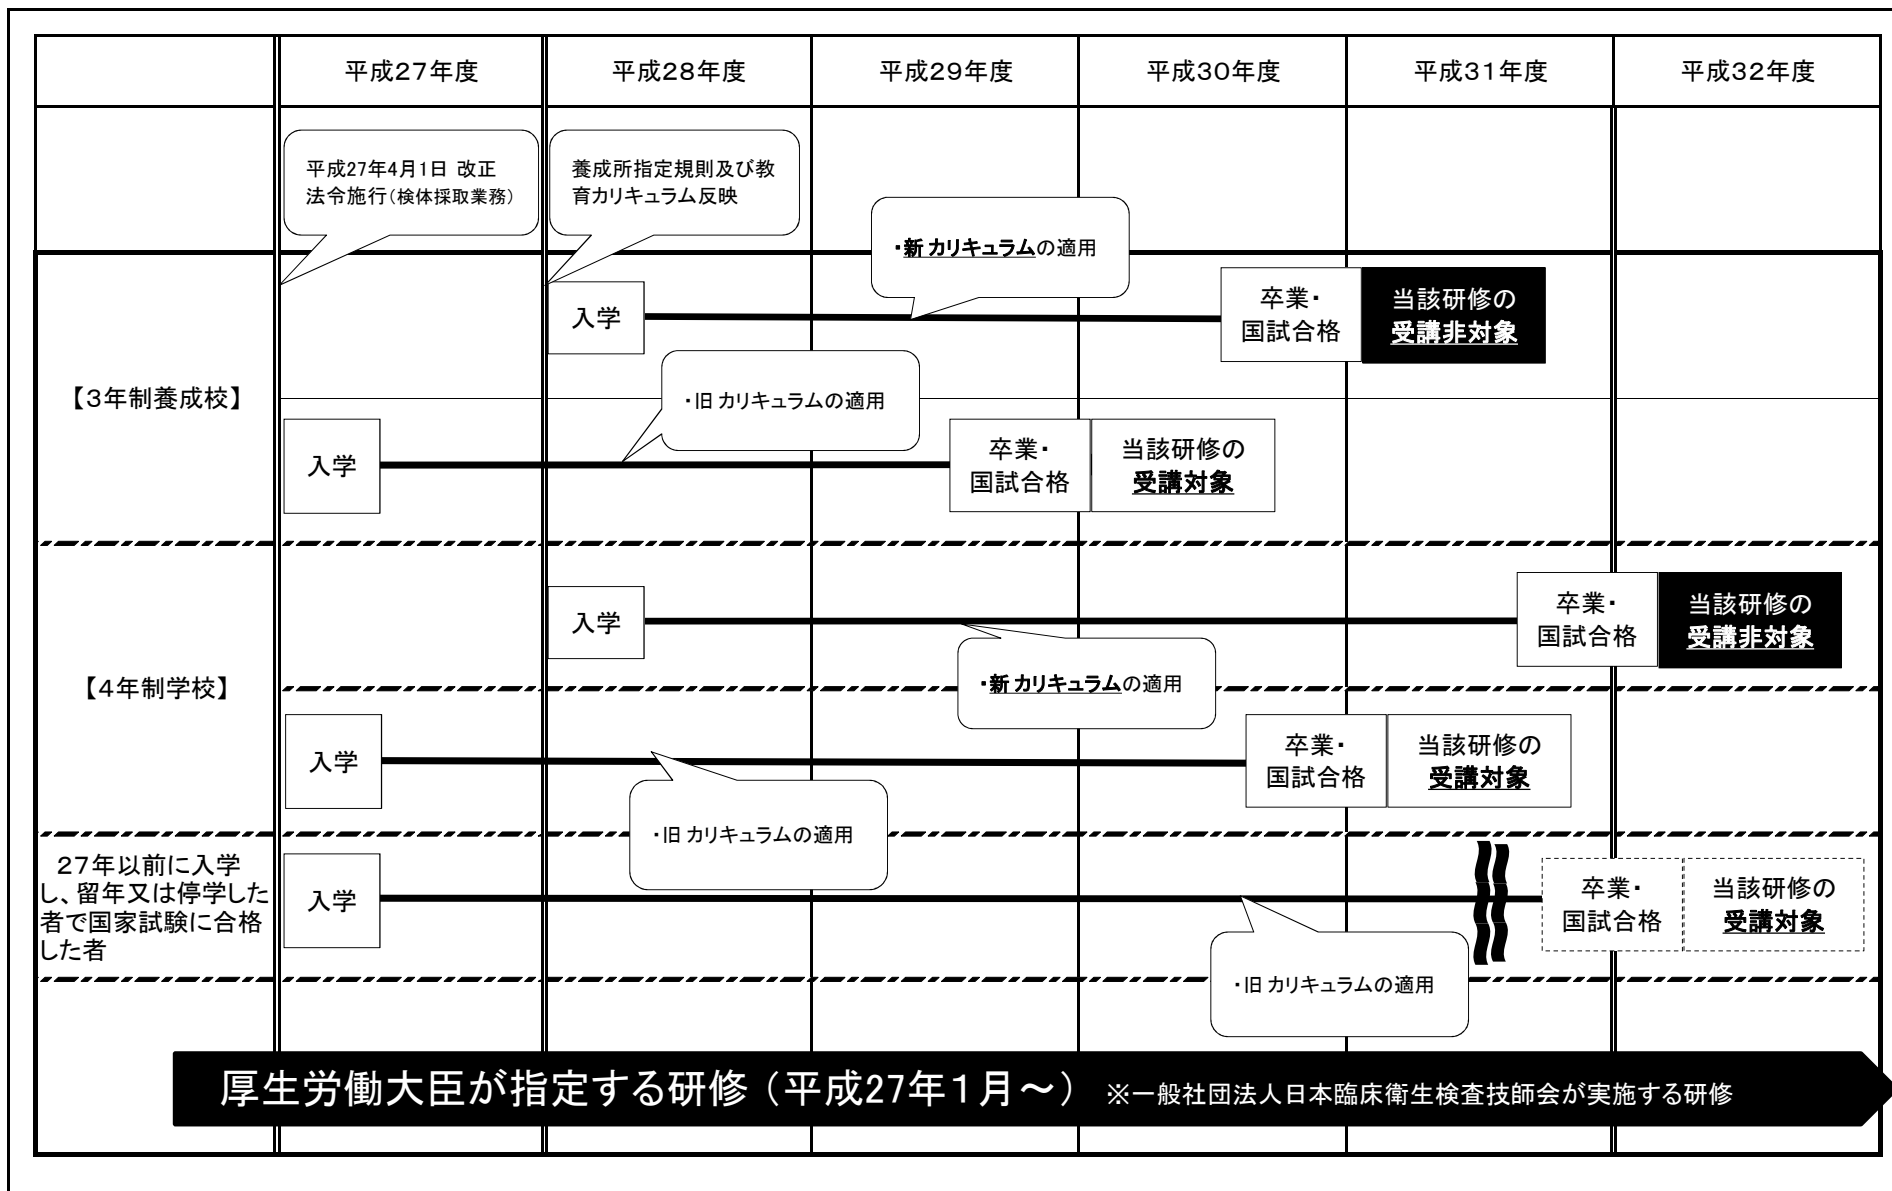 平成27年度
平成28年度
平成29年度
平成30年度
平成31年度
平成32年度
平成27年4月1日 改正
法令施行(検体採取業務)
養成所指定規則及び教
育カリキュラム反映
【3年制養成校】
入学
・新カリキュラムの適用
卒業・
国試合格
当該研修の
受講非対象
入学
・旧カリキュラムの適用
卒業・
国試合格
当該研修の
受講対象
【4年制学校】
入学
・新カリキュラムの適用
卒業・
国試合格
当該研修の
受講非対象
入学
・旧カリキュラムの適用
卒業・
国試合格
当該研修の
受講対象
27年以前に入学
し、留年又は停学した
者で国家試験に合格
した者
入学
・旧カリキュラムの適用
卒業・
国試合格
当該研修の
受講対象
厚生労働大臣が指定する研修(平成27年1月~) ※一般社団法人日本臨床衛生検査技師会が実施する研修